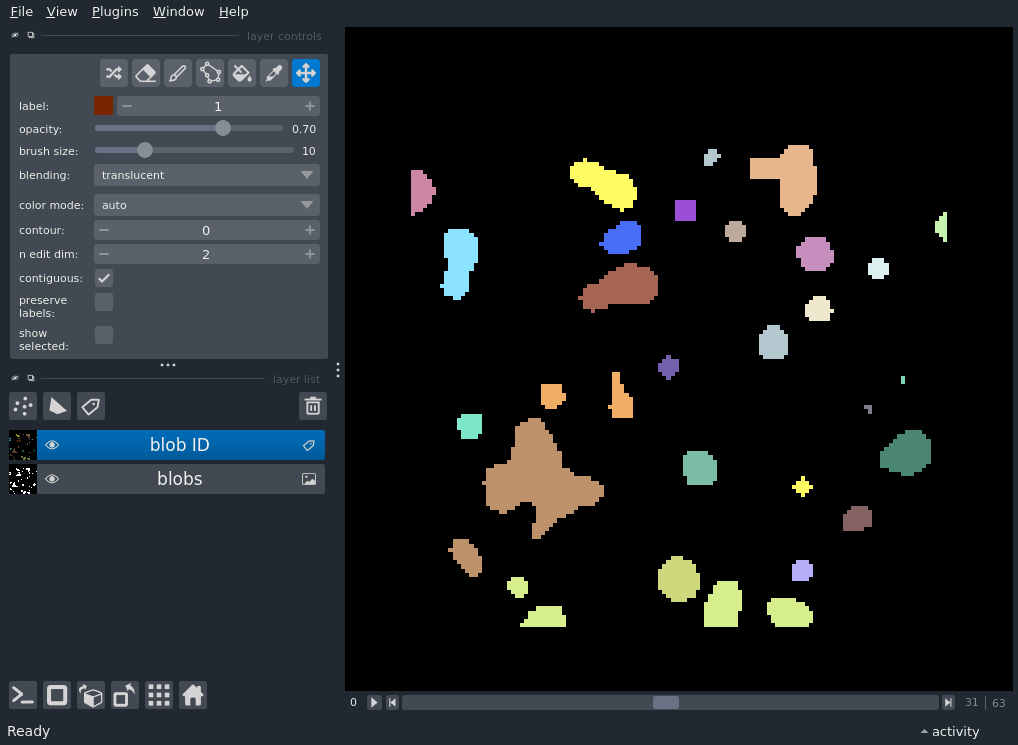 File View Plugins Window Help
layer controls
label: 1
opacity: 0.70
brush size: 10
blending: translucent
color mode: auto
contour: 0
n edit dim: 2
contiguous:
preserve
labels:
show
selected:
layer list
blob ID
blobs
0 31 63
Ready activity